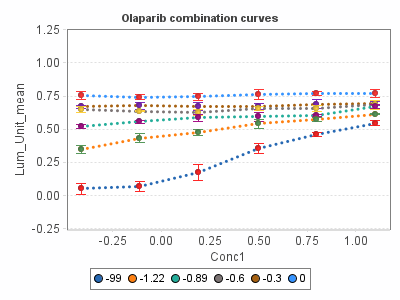 Olaparib combination curves
1.25
1.00
0.75
0.50
0.25
0.00
-0.25
Lum_Unit_mean
-0.25 0.00 0.25 0.50 0.75 1.00
Conc1
-99 -1.22 -0.89 -0.6 -0.3 0